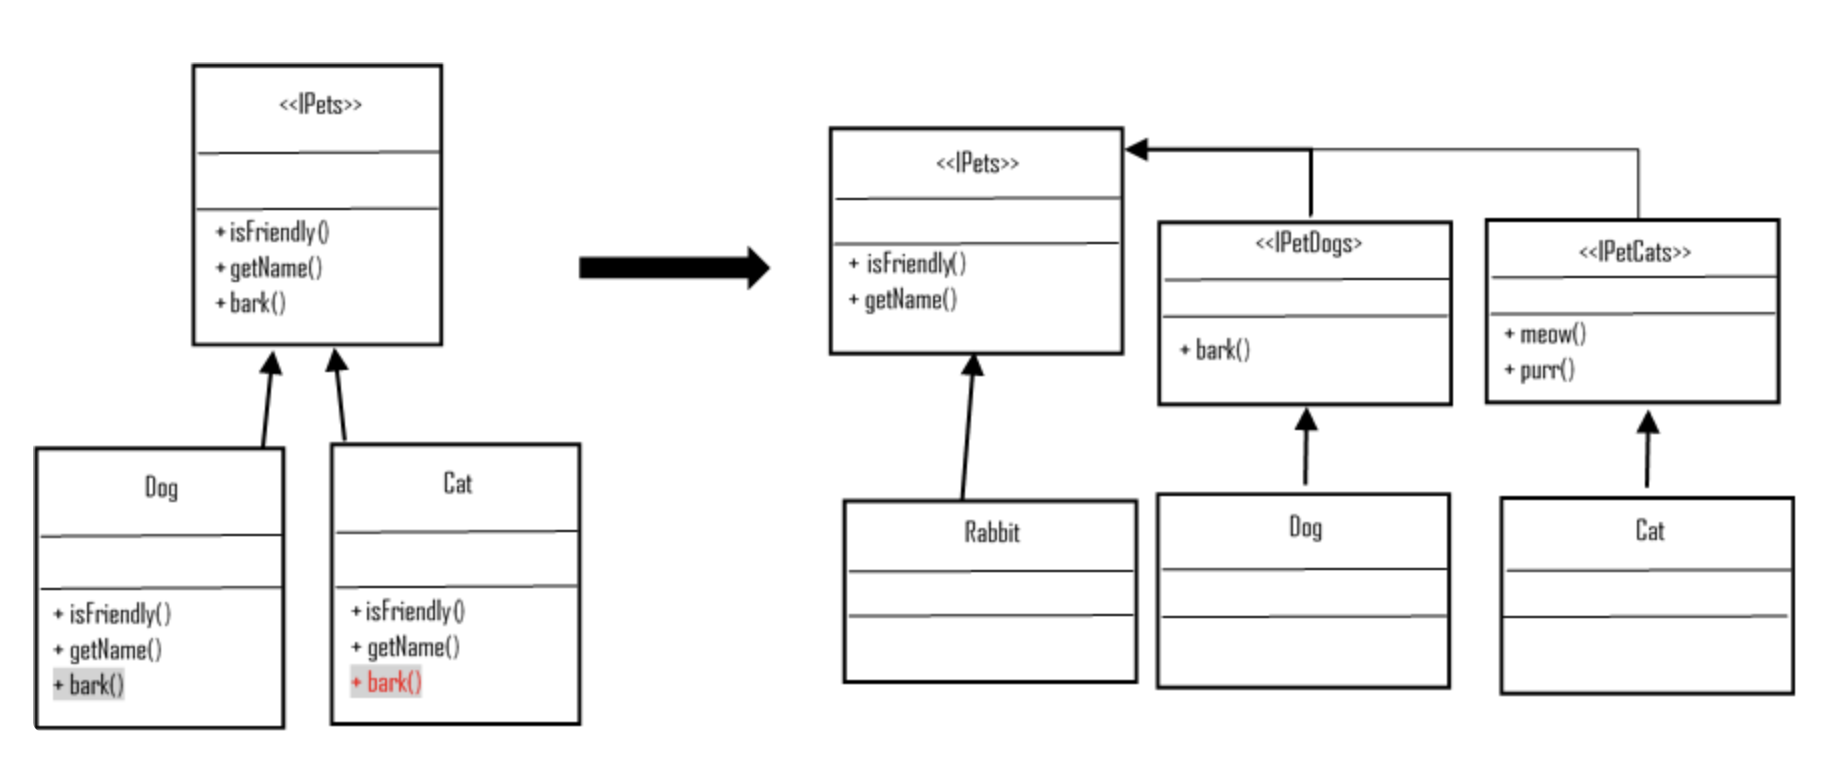 <<IPets>>
+ isFriendly()
+ getName()
+ bark()
Dog
+ isFriendly()
+ getName()
+ bark()
Cat
+ isFriendly()
+ getName()
+ bark()
<<IPets>>
+ isFriendly()
+ getName()
<<IPetDogs>
+ bark()
<<IPetCats>>
+ meow()
+ purr()
Rabbit
Dog
Cat